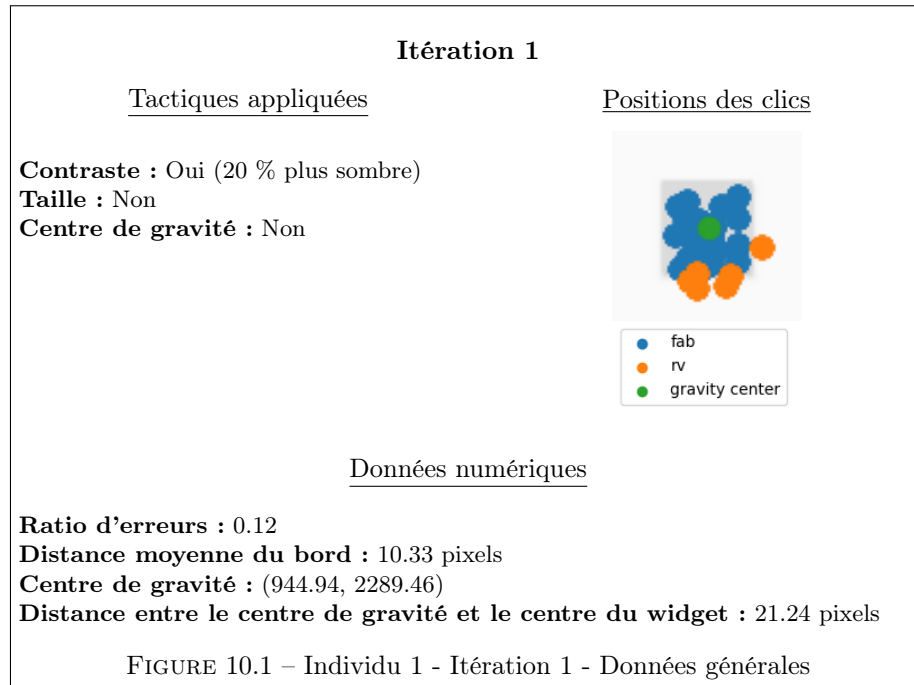 Itération 1
Tactiques appliquées
Positions des clics
Contraste : Oui (20 % plus sombre)
Taille : Non
Centre de gravité : Non
fab
rv
gravity center
Données numériques
Ratio d'erreurs : 0.12
Distance moyenne du bord : 10.33 pixels
Centre de gravité : (944.94, 2289.46)
Distance entre le centre de gravité et le centre du widget : 21.24 pixels
FIGURE 10.1 – Individu 1 - Itération 1 - Données générales